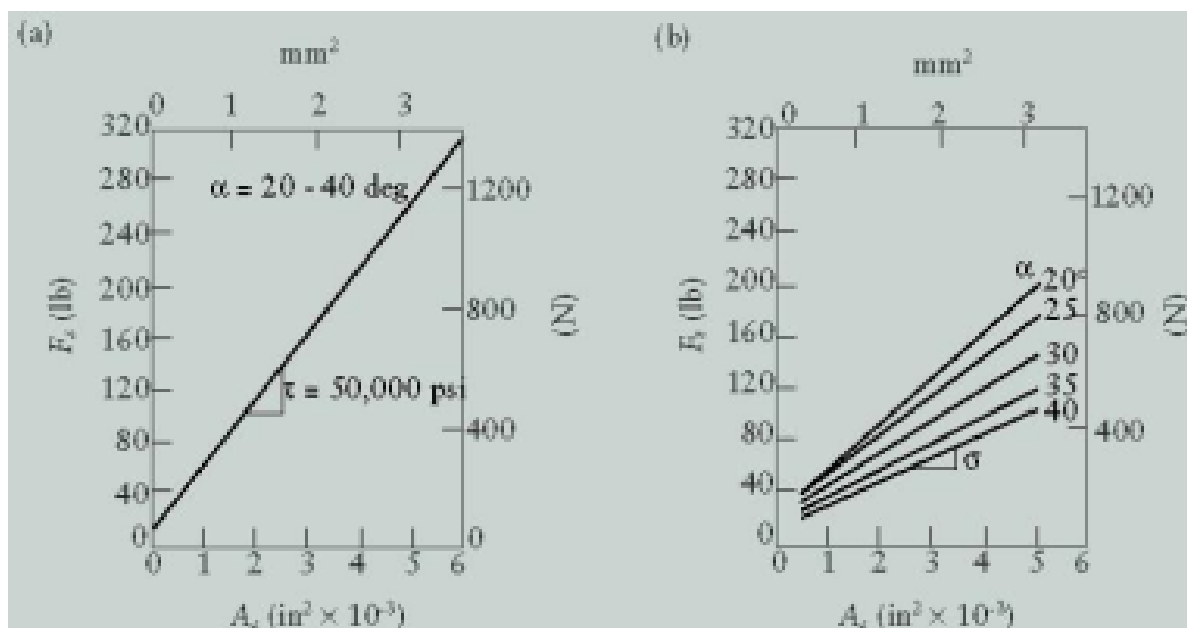 (a)
mm²
0 1 2 3
320
280
240
200
160
120
80
40
0
F_s (lb)
α = 20 - 40 deg
τ = 50,000 psi
1200
800
400
0
(N)
0 1 2 3 4 5 6
A_s (in² × 10⁻³)
(b)
mm²
0 1 2 3
320
280
240
200
160
120
80
40
0
F_s (lb)
α 20°
25
30
35
40
σ
1200
800
400
(N)
0 1 2 3 4 5 6
A_s (in² × 10⁻³)